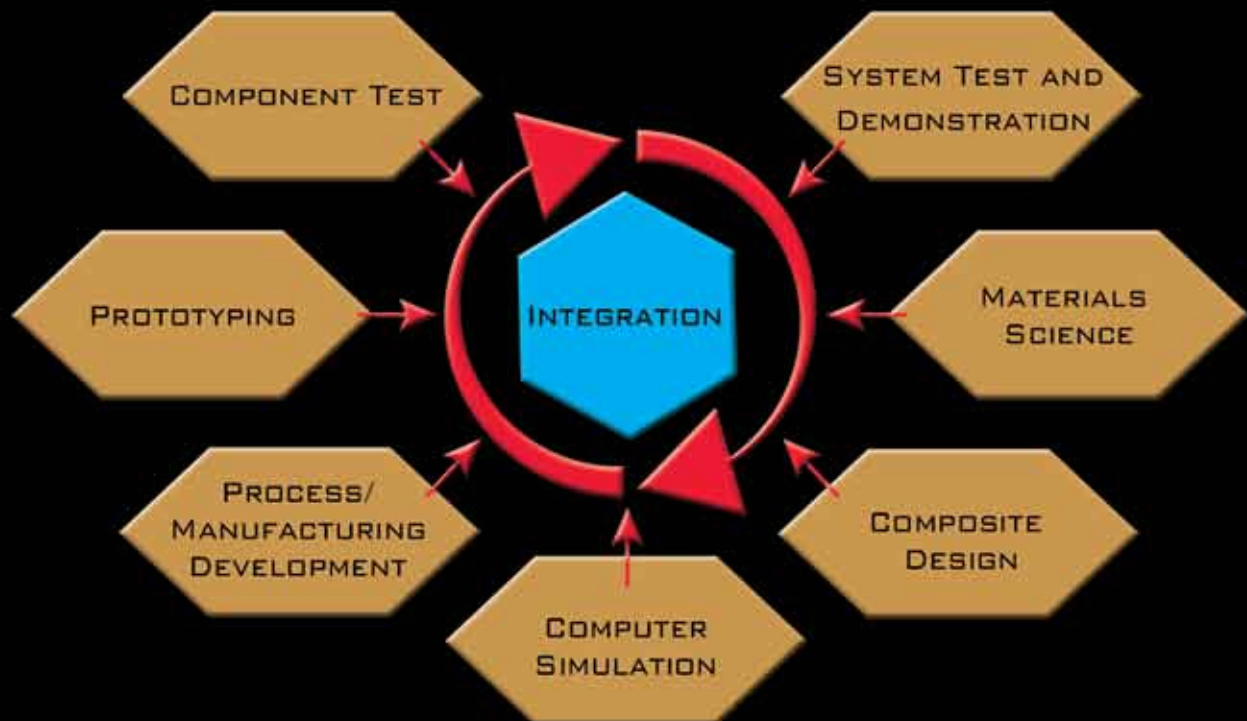 COMPONENT TEST
SYSTEM TEST AND
DEMONSTRATION
PROTOTYPING
INTEGRATION
MATERIALS
SCIENCE
PROCESS/
MANUFACTURING
DEVELOPMENT
COMPOSITE
DESIGN
COMPUTER
SIMULATION